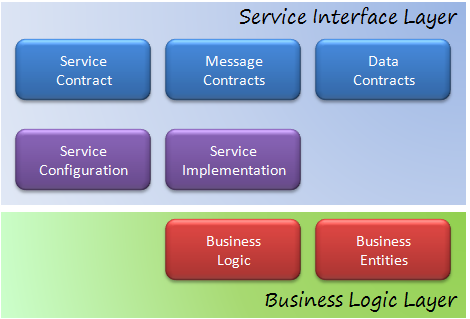 Service Interface Layer
Service
Contract
Message
Contracts
Data
Contracts
Service
Configuration
Service
Implementation
Business
Logic
Business
Entities
Business Logic Layer